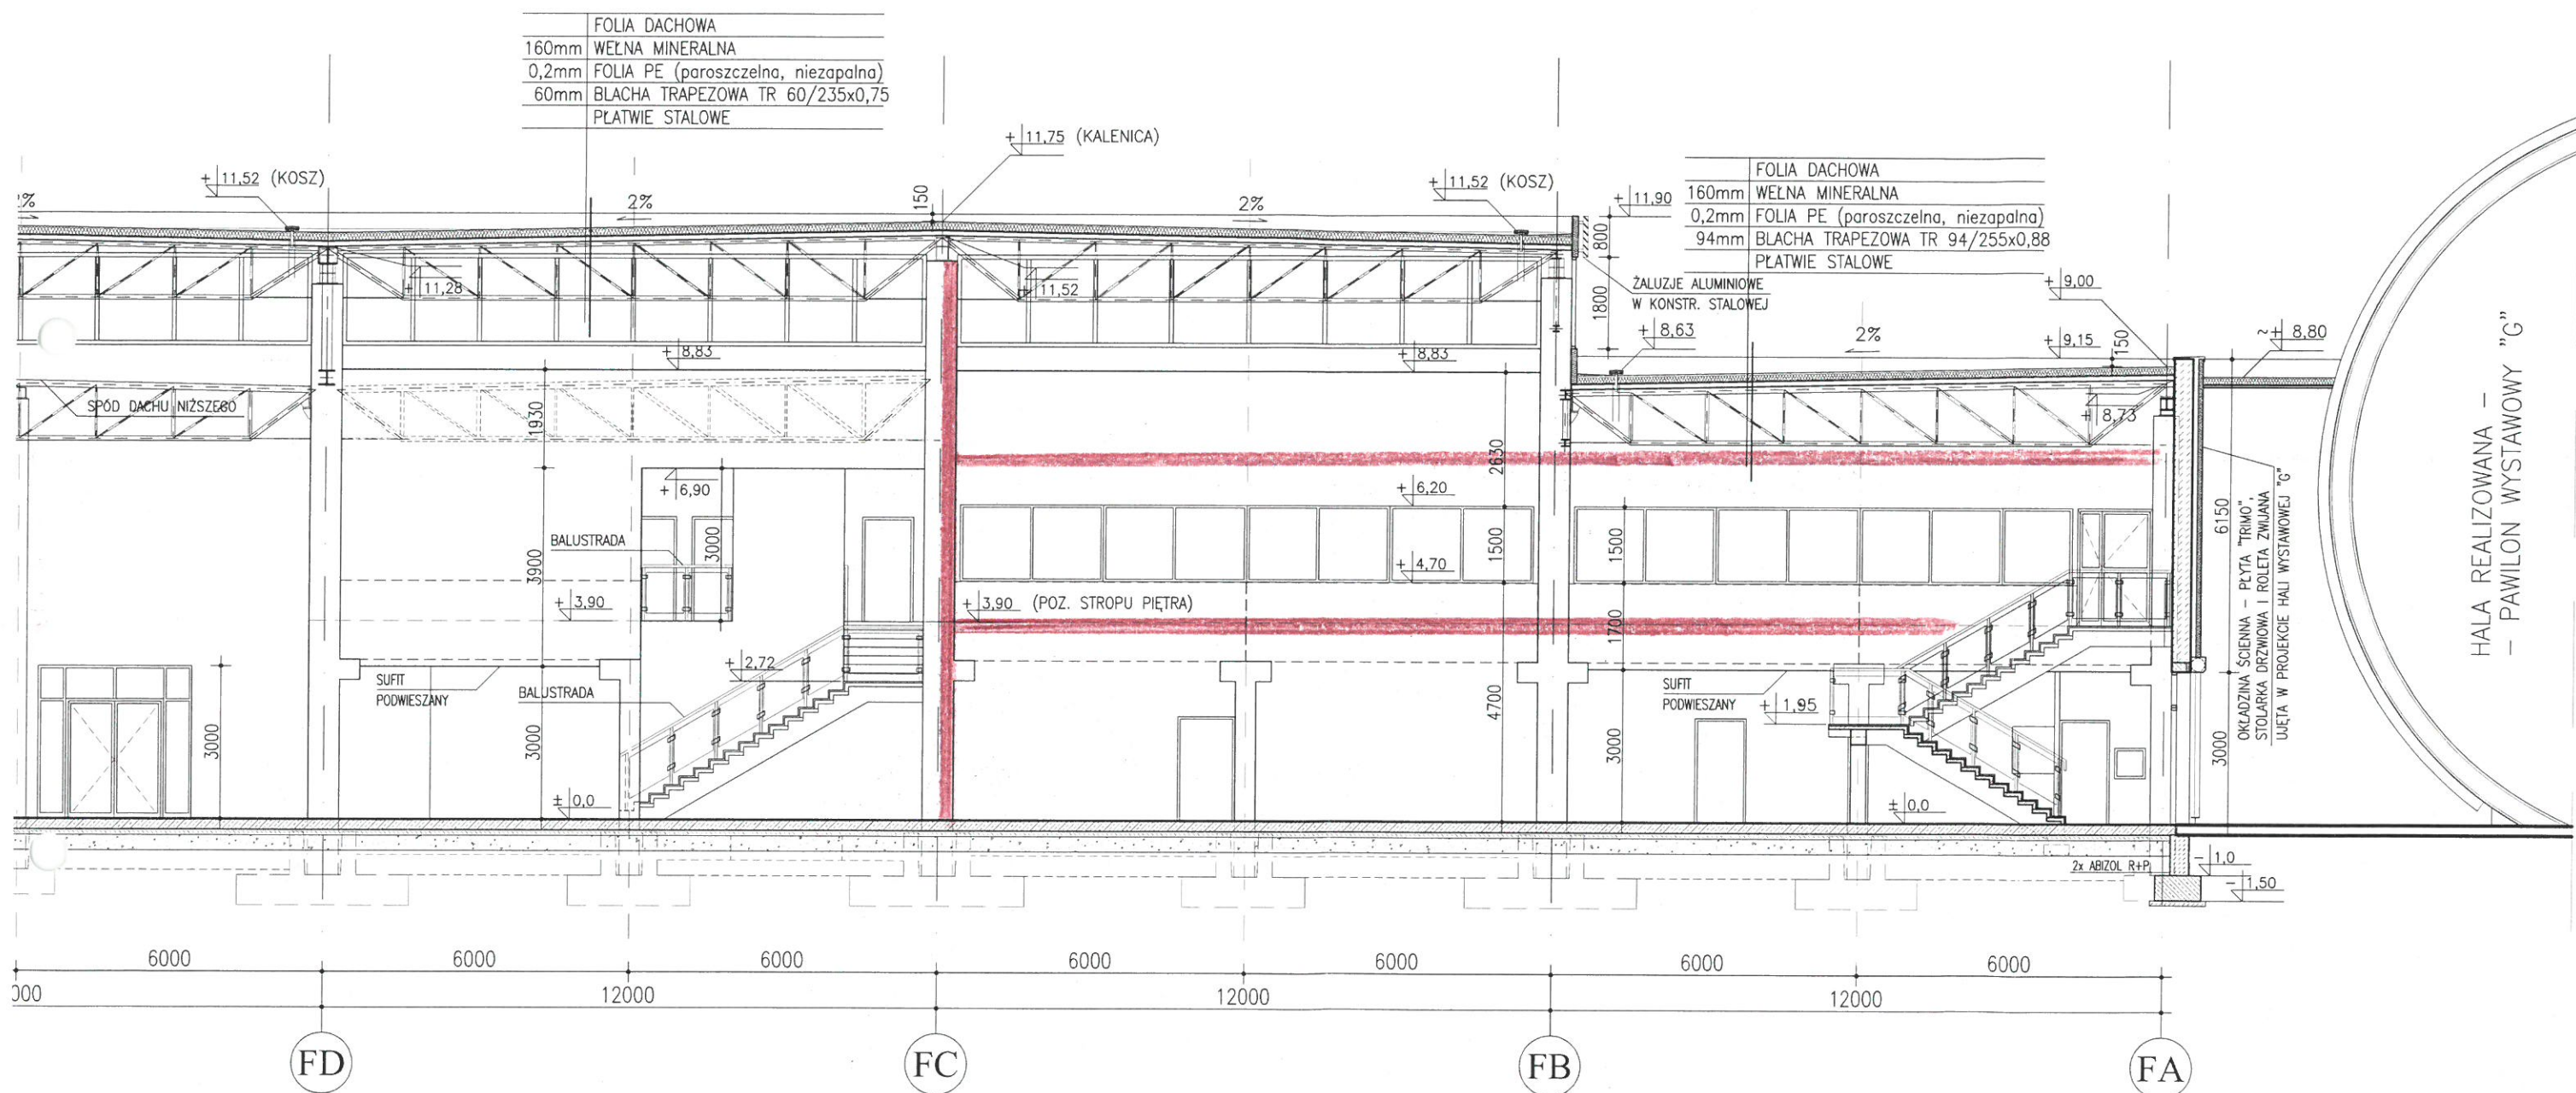 FOLIA DACHOWA
160mm WEŁNA MINERALNA
0,2mm FOLIA PE (paroszczelna, niezapalna)
60mm BLACHA TRAPEZOWA TR 60/235x0,75
PŁATWIE STALOWE
+ 11,75 (KALENICA)
FOLIA DACHOWA
160mm WEŁNA MINERALNA
0,2mm FOLIA PE (paroszczelna, niezapalna)
94mm BLACHA TRAPEZOWA TR 94/255x0,88
PŁATWIE STALOWE
+ 11,52 (KOSZ)
+ 11,52 (KOSZ)
+ 11,90
%
2%
150
2%
800
+ 11,28
+ 11,52
ŻALUZJE ALUMINIOWE
W KONSTR. STALOWEJ
1800
+ 9,00
+ 8,63
2%
+ 9,15
150
~+ 8,80
+ 8,83
+ 8,83
SPÓD DACHU NIŻSZEGO
1930
+ 8,73
2630
+ 6,90
+ 6,20
BALUSTRADA
3000
3900
1500
1500
+ 4,70
6150
+ 3,90
+ 3,90 (POZ. STROPU PIĘTRA)
1700
+ 2,72
SUFIT
PODWIESZANY
BALUSTRADA
SUFIT
PODWIESZANY
+ 1,95
3000
3000
4700
3000
3000
± 0,0
± 0,0
OKŁADZINA ŚCIENNA - PŁYTA "TRIMO",
STOLARKA DRZWIOWA I ROLETA ZWIJANA
UJĘTA W PROJEKCIE HALI WYSTAWOWEJ "G"
HALA REALIZOWANA -
- PAWILON WYSTAWOWY "G"
2x ABIZOL R+P
- 1,0
- 1,50
6000 6000 6000 6000 6000 6000 6000
000 12000 12000 12000
FD FC FB FA